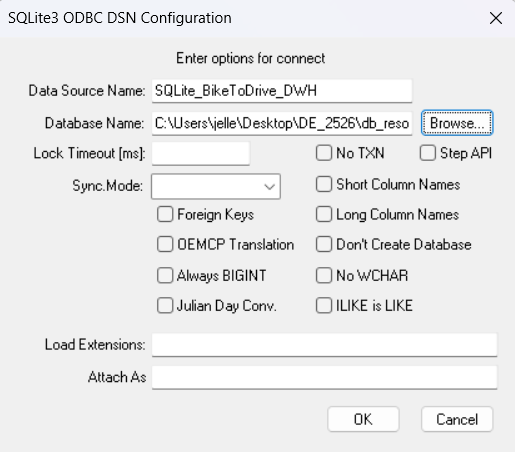 SQLite3 ODBC DSN Configuration
Enter options for connect
Data Source Name: SQLite_BikeToDrive_DWH
Database Name: C:\Users\jelle\Desktop\DE_2526\db_reso Browse...
Lock Timeout [ms]: No TXN Step API
Sync.Mode: Short Column Names
Foreign Keys Long Column Names
OEMCP Translation Don't Create Database
Always BIGINT No WCHAR
Julian Day Conv. ILIKE is LIKE
Load Extensions:
Attach As
OK Cancel